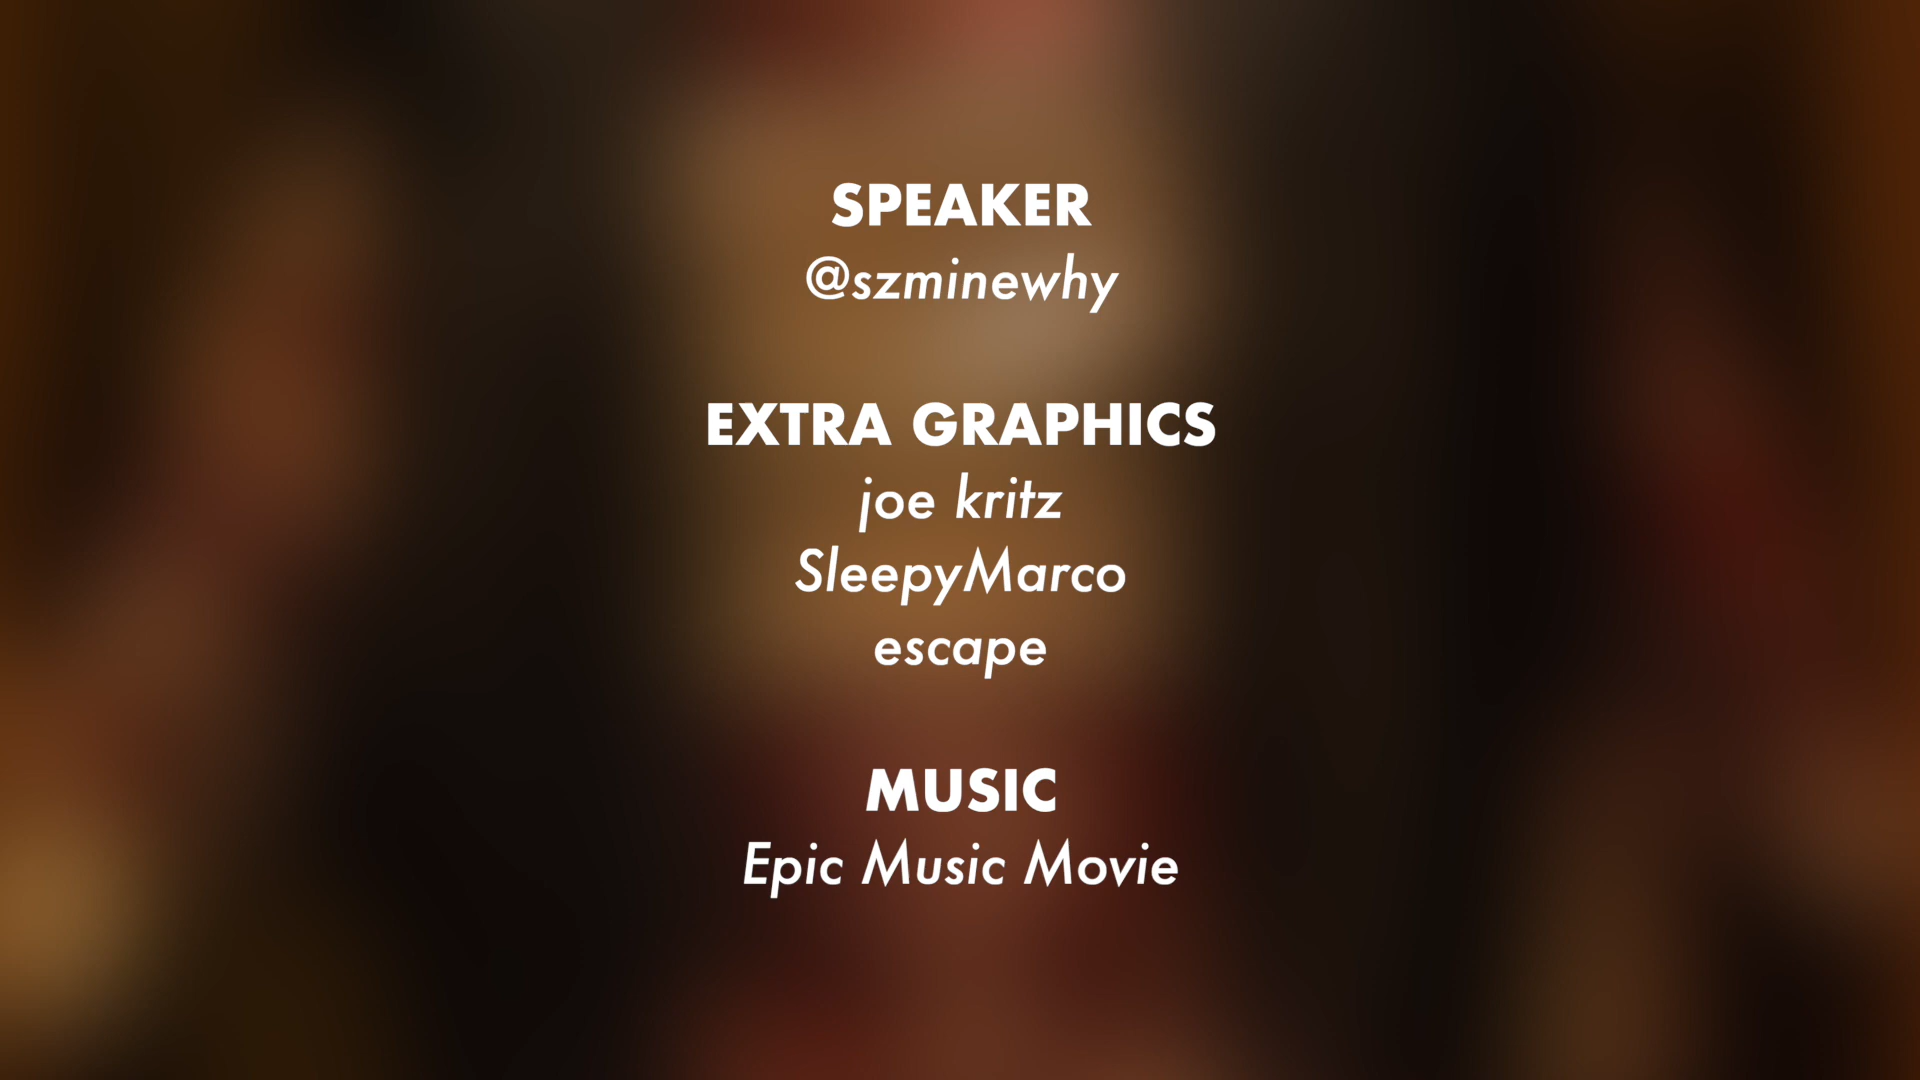 SPEAKER
@szminewhy
EXTRA GRAPHICS
joe kritz
SleepyMarco
escape
MUSIC
Epic Music Movie